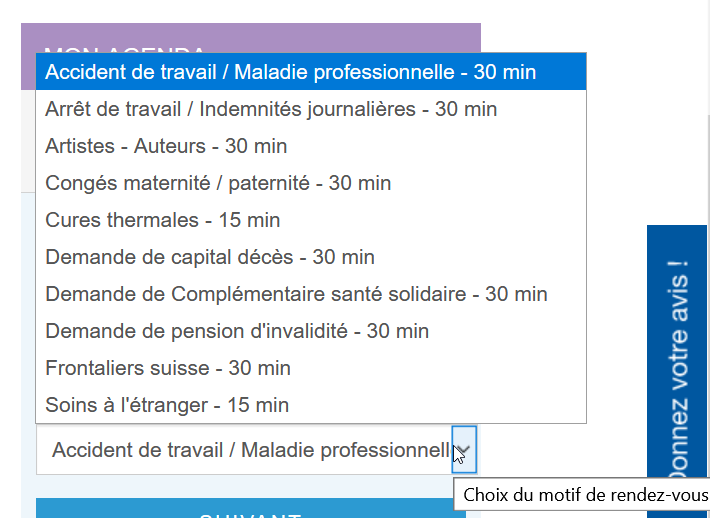 MON AGENDA
Accident de travail / Maladie professionnelle - 30 min
Arrêt de travail / Indemnités journalières - 30 min
Artistes - Auteurs - 30 min
Congés maternité / paternité - 30 min
Cures thermales - 15 min
Demande de capital décès - 30 min
Demande de Complémentaire santé solidaire - 30 min
Demande de pension d'invalidité - 30 min
Frontaliers suisse - 30 min
Soins à l'étranger - 15 min
Accident de travail / Maladie professionnell
Choix du motif de rendez-vous
SUIVANT
Donnez votre avis !